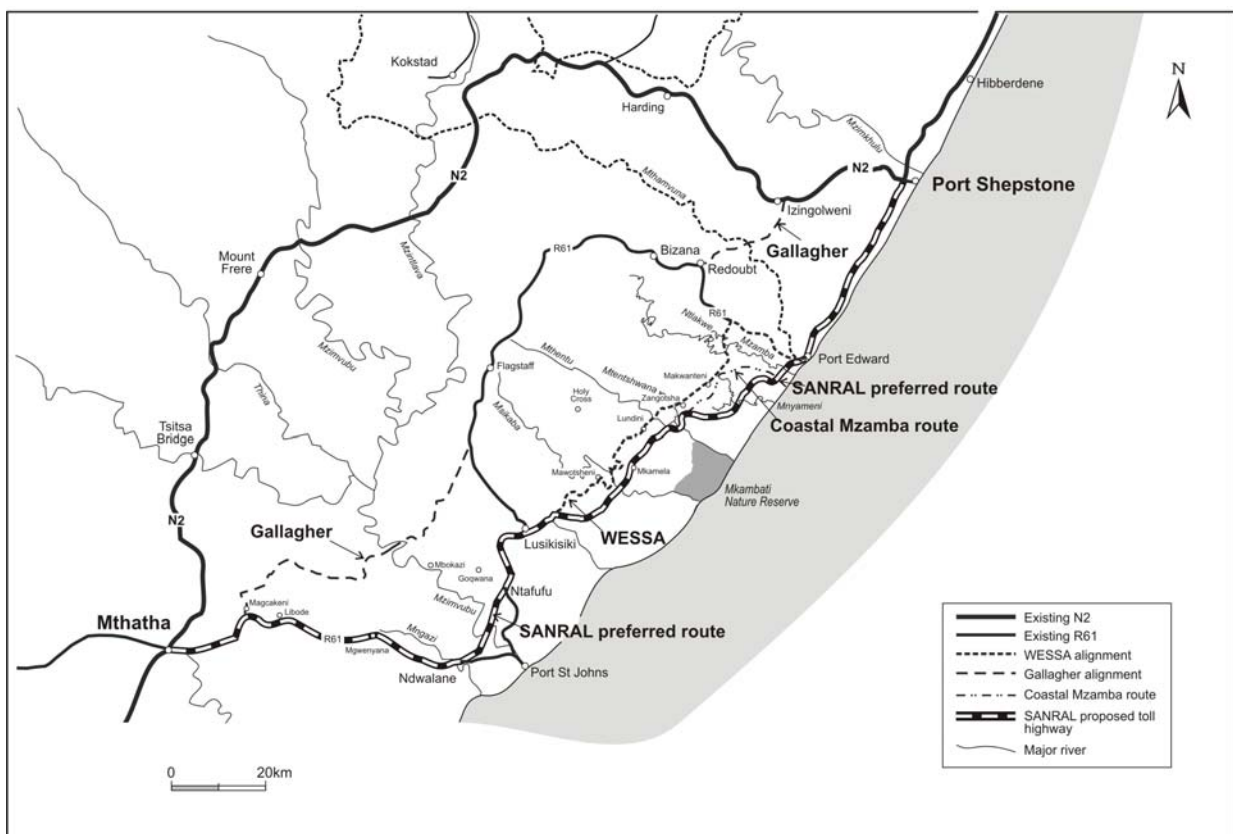 N
Kokstad
Hibberdene
Harding
Mzimkhulu
N2
N2
Port Shepstone
Mthamvuna
Izingolweni
Gallagher
R61
Bizana
Redoubt
Mount
Frere
Mzintlava
R61
Ntlakwe
Mzamba
Port Edward
Mzimvubu
Mthentu
Flagstaff
Makwanteni
SANRAL preferred route
Mtentshwana
Zangotsha
Holy
Cross
Mnyameni
Thina
Msikaba
Lundini
Coastal Mzamba route
Tsitsa
Bridge
Mawotsheni
Mkamela
Mkambati
Nature Reserve
N2
Gallagher
Lusikisiki
WESSA
Mbokazi
Goqwana
Ntafufu
Magcakeni
Libode
Mzimvubu
Mthatha
SANRAL preferred route
R61
Mngazi
Mgwenyana
Ndwalane
Port St Johns
Existing N2
Existing R61
WESSA alignment
Gallagher alignment
Coastal Mzamba route
SANRAL proposed toll
highway
Major river
0 20km